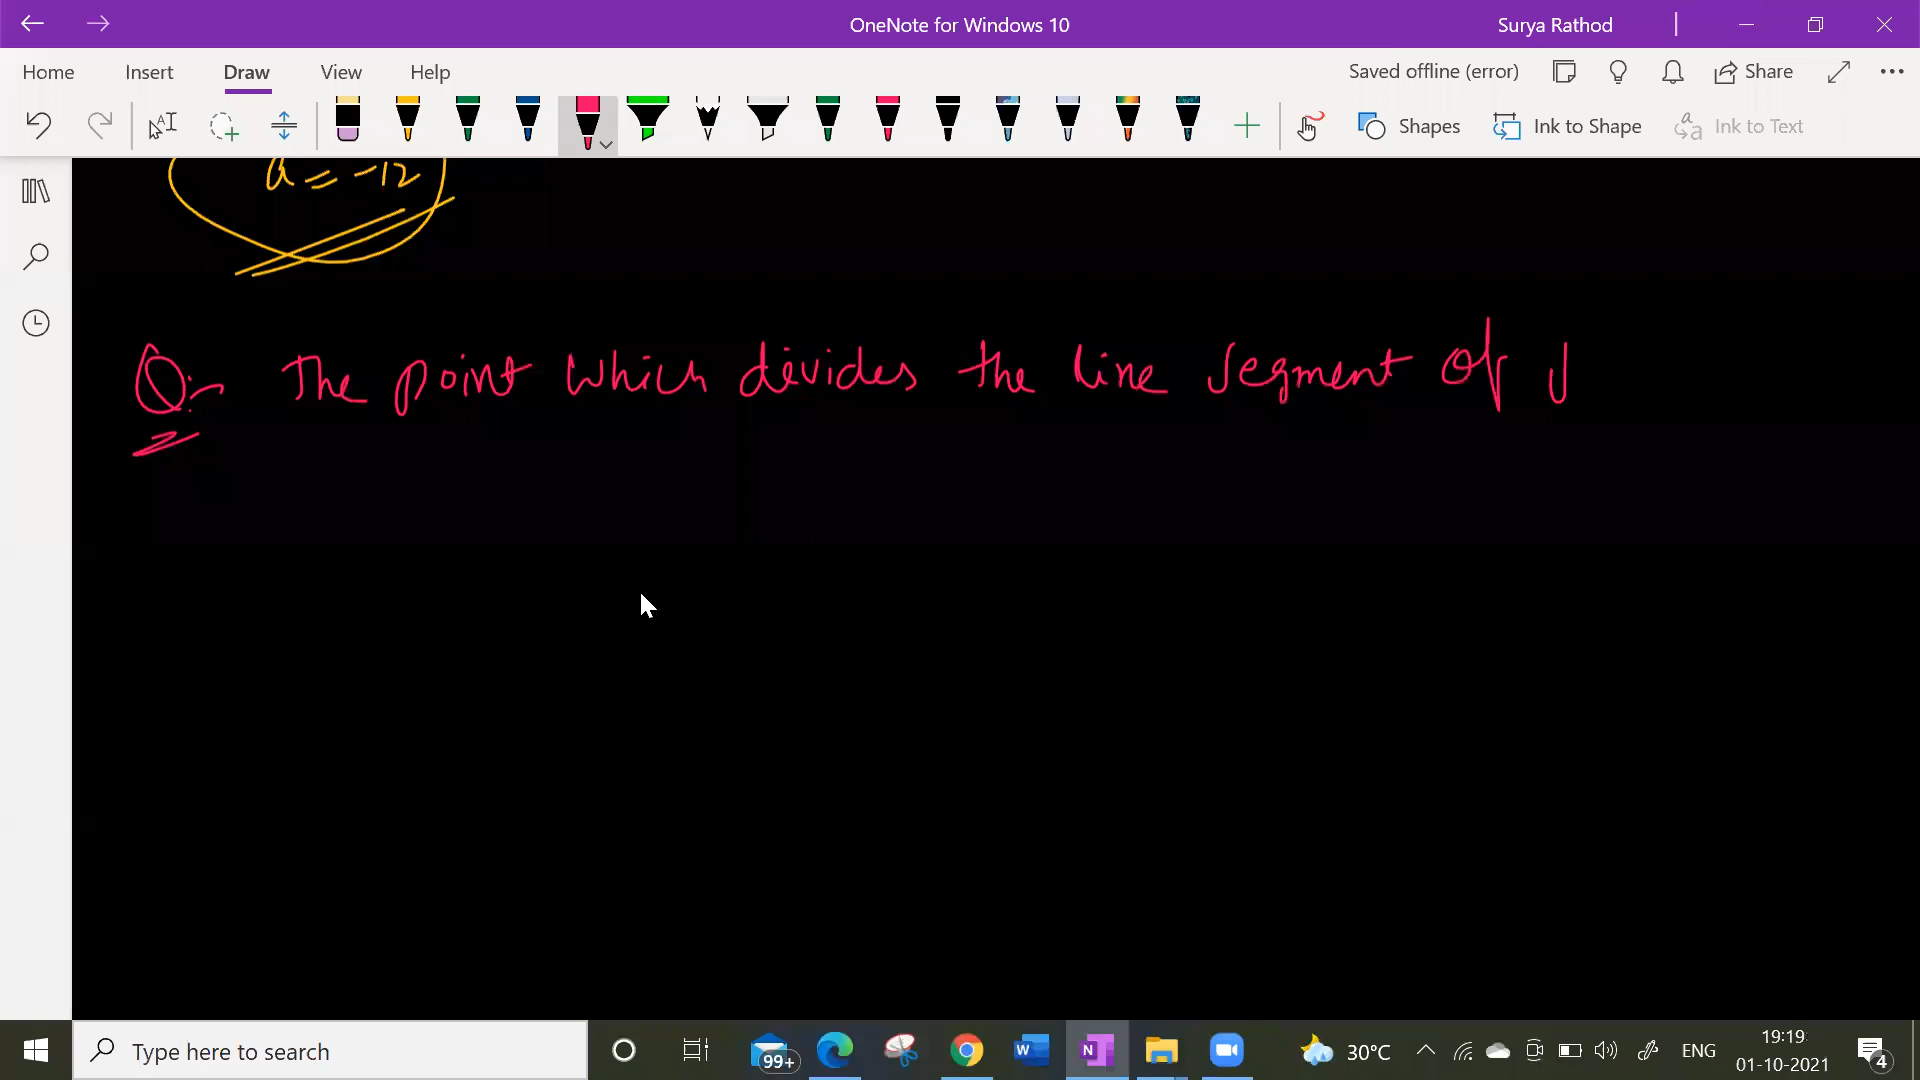 OneNote for Windows 10
Surya Rathod
Home Insert Draw View Help
Saved offline (error) Share
Shapes Ink to Shape Ink to Text
a = -12
Q:- The point which divides the line segment of J
Type here to search
99+
30°C
ENG
19:19
01-10-2021
4